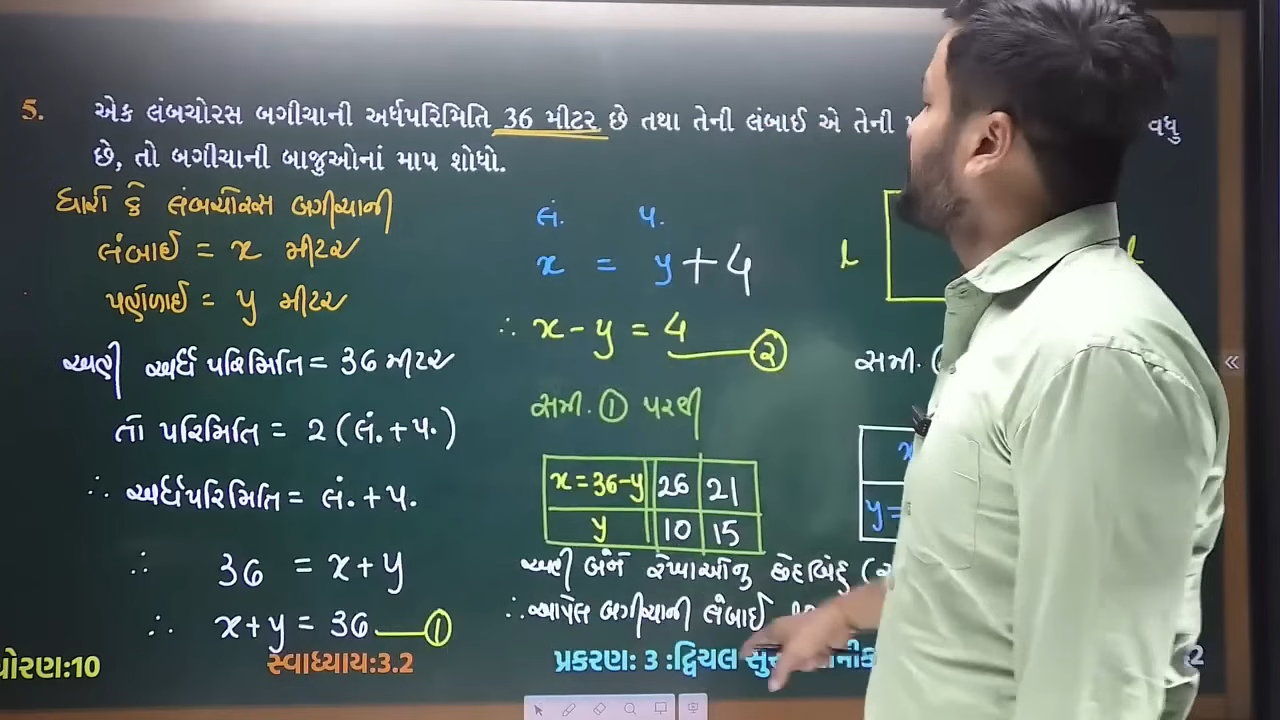 5. એક લંબચોરસ બગીચાની અર્ધપરિમિતિ 36 મીટર છે તથા તેની લંબાઈ એ તેની વધુ
છે, તો બગીચાની બાજુઓનાં માપ શોધો.
ધારો કે લંબચોરસ બગીચાની
લંબાઈ = x મીટર
પહોળાઈ = y મીટર
અહીં અર્ધ પરિમિતિ = 36 મીટર
તો પરિમિતિ = 2 (લં. + પ.)
∴ અર્ધપરિમિતિ = લં. + પ.
∴ 36 = x + y
∴ x + y = 36 — ①
લં. પ.
x = y + 4
∴ x - y = 4 — ②
સમી. ① પરથી
x = 36 - y 26 21
y 10 15
અહીં બંને રેખાઓનું છેદબિંદુ
∴ આપેલ બગીચાની લંબાઈ
l
સમી.
x
y =
ધોરણ:10
સ્વાધ્યાય:3.2
પ્રકરણ: 3 :દ્વિચલ
«